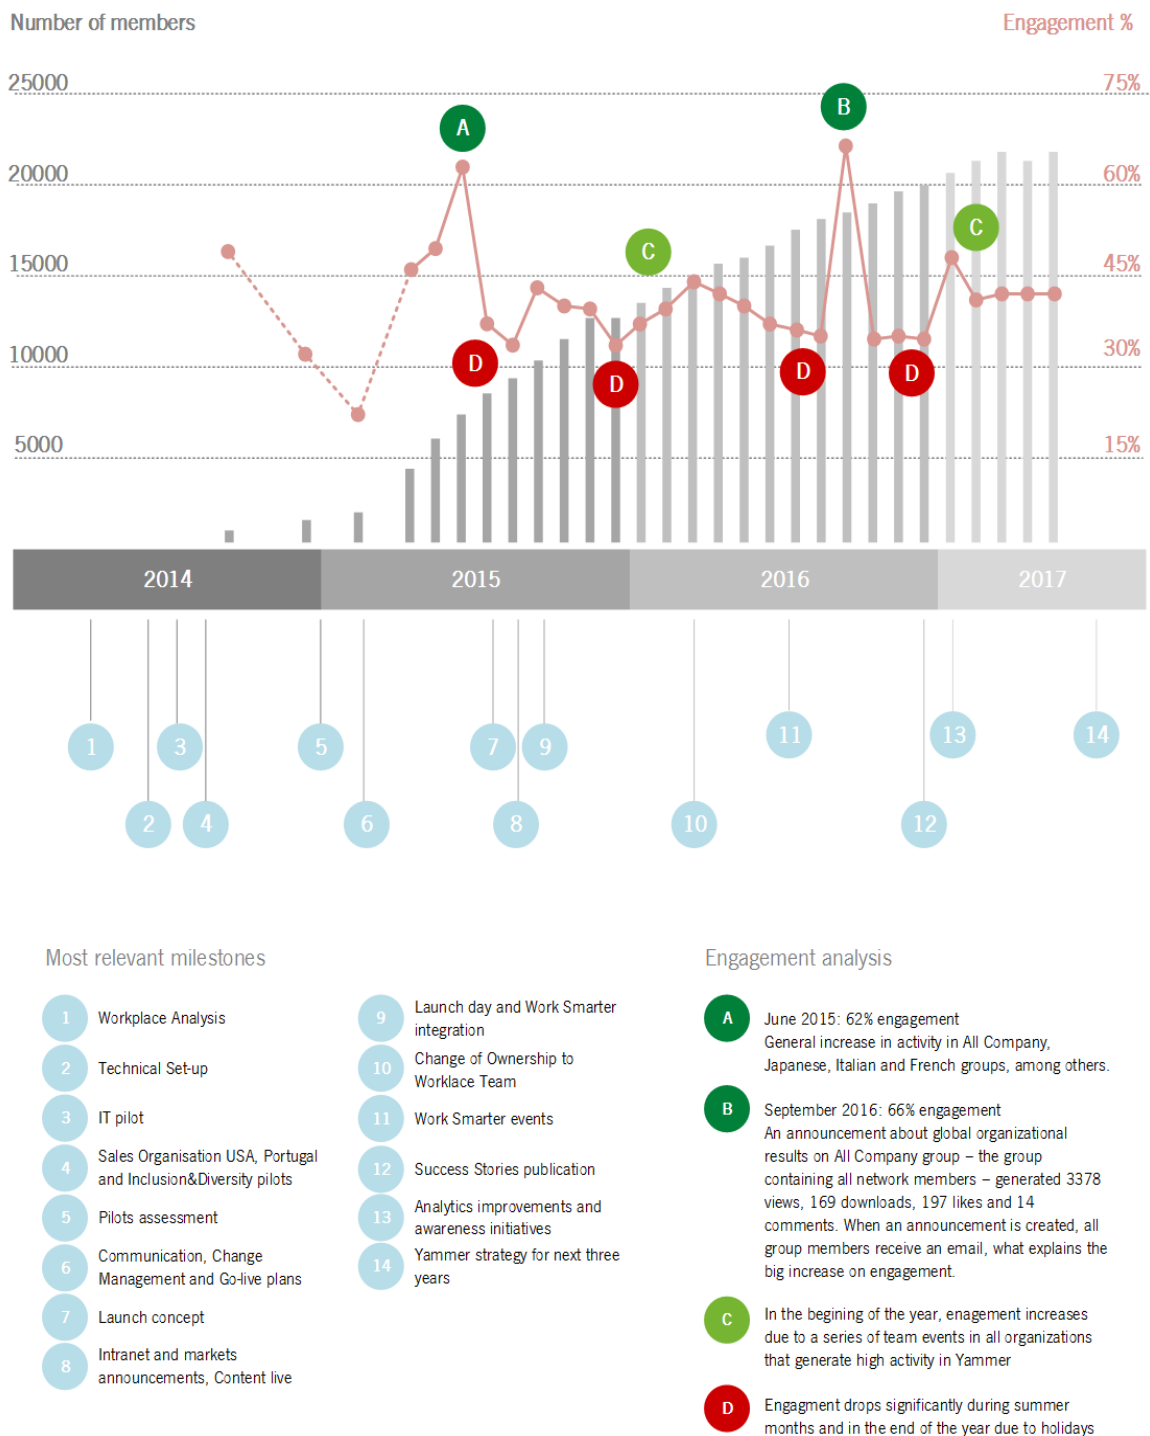 Number of members
Engagement %
25000
75%
A
B
20000
60%
C
C
15000
45%
10000
30%
D
D
D
D
5000
15%
2014
2015
2016
2017
1
3
5
7
9
11
13
14
2
4
6
8
10
12
Most relevant milestones
1 Workplace Analysis
2 Technical Set-up
3 IT pilot
4 Sales Organisation USA, Portugal
and Inclusion&Diversity pilots
5 Pilots assessment
6 Communication, Change
Management and Go-live plans
7 Launch concept
8 Intranet and markets
announcements, Content live
9 Launch day and Work Smarter
integration
10 Change of Ownership to
Worklace Team
11 Work Smarter events
12 Success Stories publication
13 Analytics improvements and
awareness initiatives
14 Yammer strategy for next three
years
Engagement analysis
A June 2015: 62% engagement
General increase in activity in All Company,
Japanese, Italian and French groups, among others.
B September 2016: 66% engagement
An announcement about global organizational
results on All Company group – the group
containing all network members – generated 3378
views, 169 downloads, 197 likes and 14
comments. When an announcement is created, all
group members receive an email, what explains the
big increase on engagement.
C In the begining of the year, enagement increases
due to a series of team events in all organizations
that generate high activity in Yammer
D Engagment drops significantly during summer
months and in the end of the year due to holidays